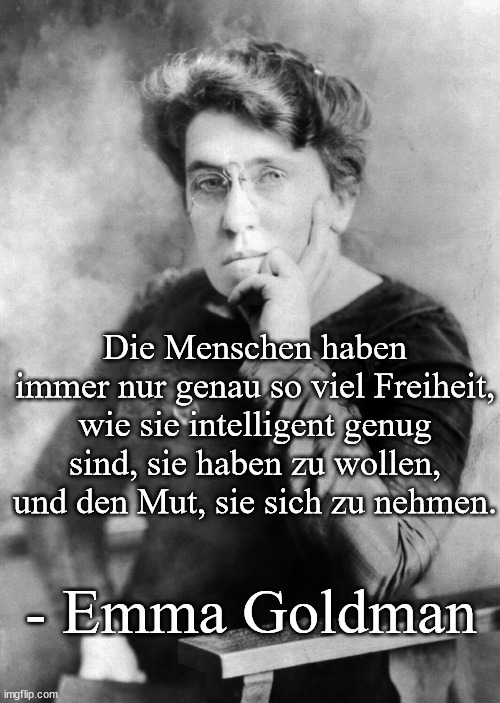 Die Menschen haben
immer nur genau so viel Freiheit,
wie sie intelligent genug
sind, sie haben zu wollen,
und den Mut, sie sich zu nehmen.
- Emma Goldman
imgflip.com